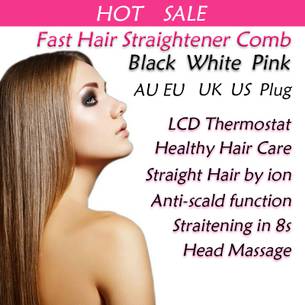 HOT SALE
Fast Hair Straightener Comb
Black White Pink
AU EU UK US Plug
LCD Thermostat
Healthy Hair Care
Straight Hair by ion
Anti-scald function
Straitening in 8s
Head Massage